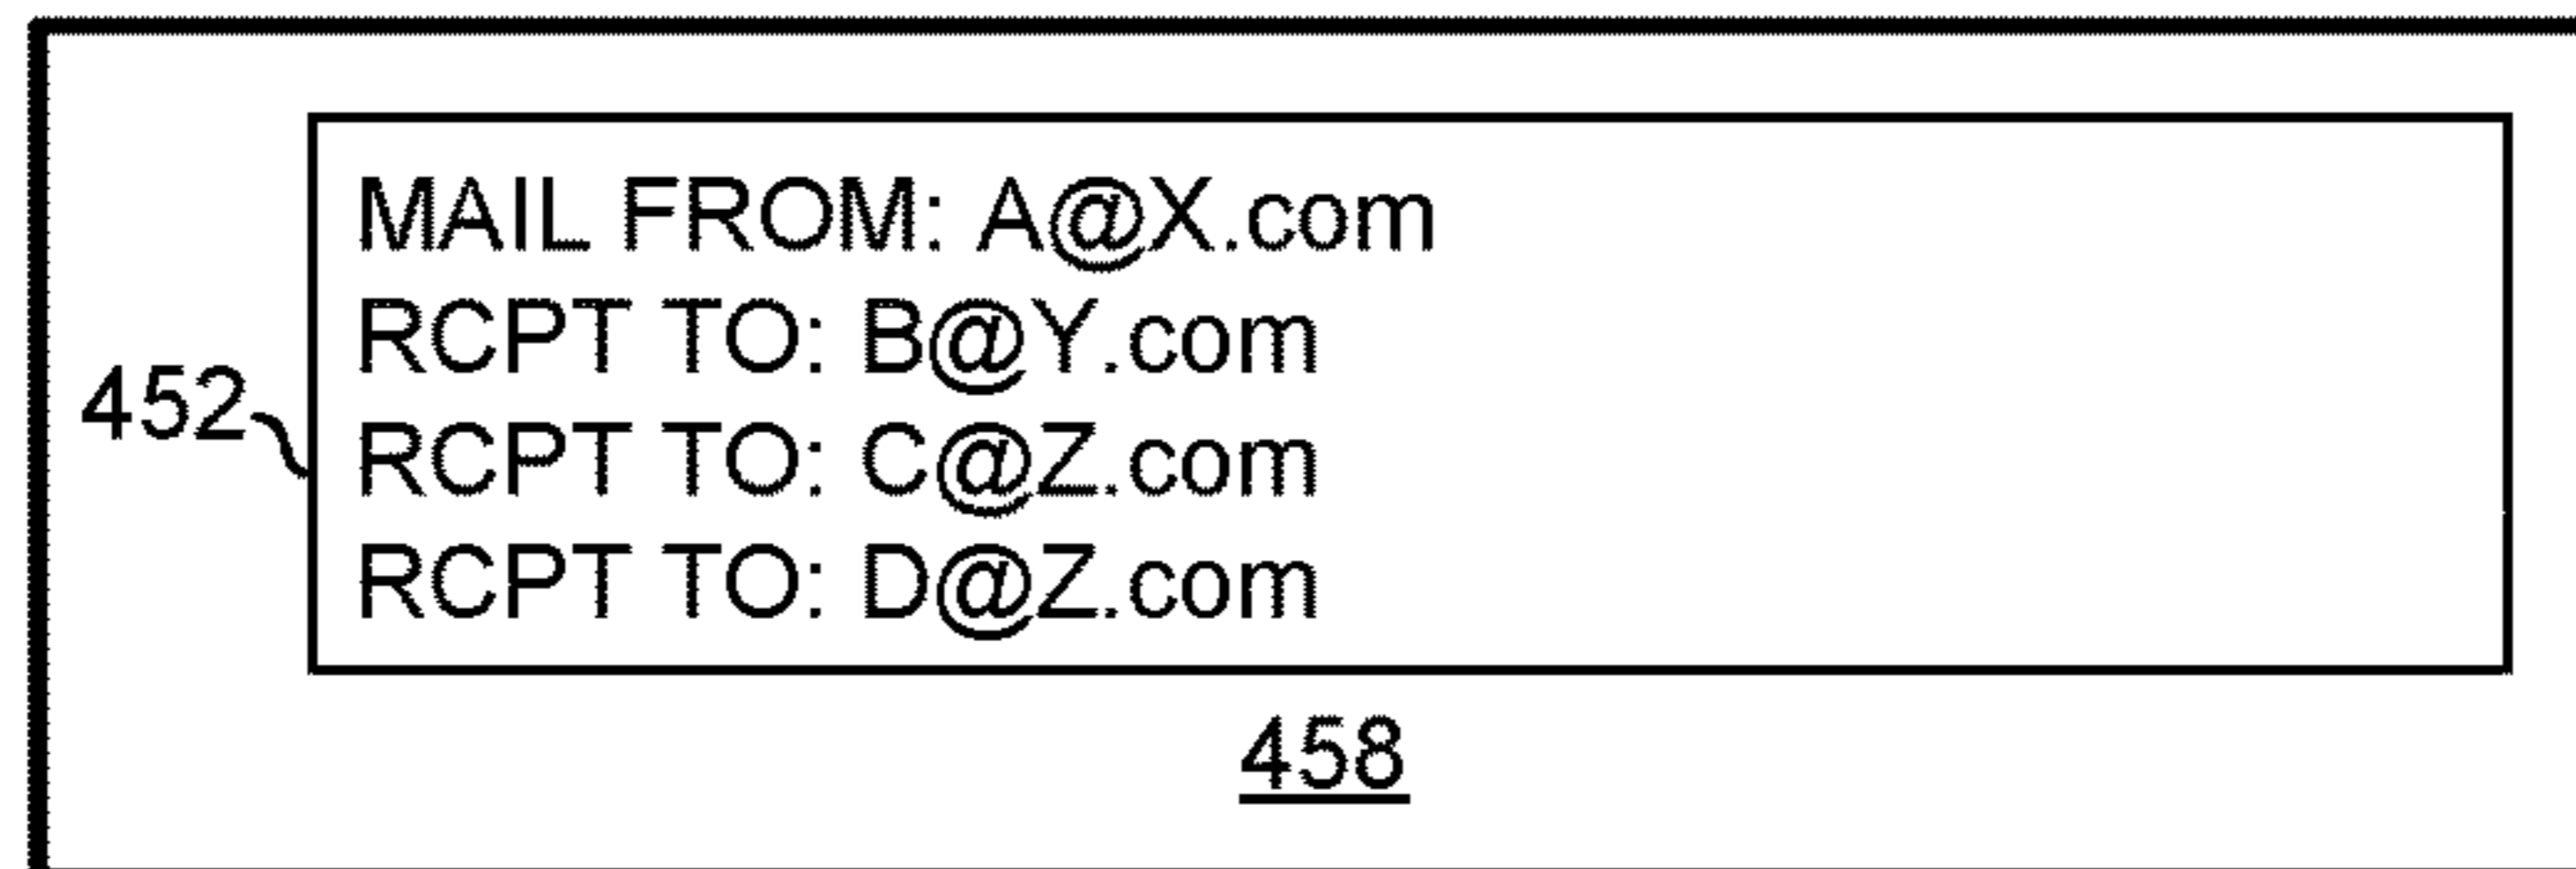 MAIL FROM: A@X.com
RCPT TO: B@Y.com
452
RCPT TO: C@Z.com
RCPT TO: D@Z.com
458